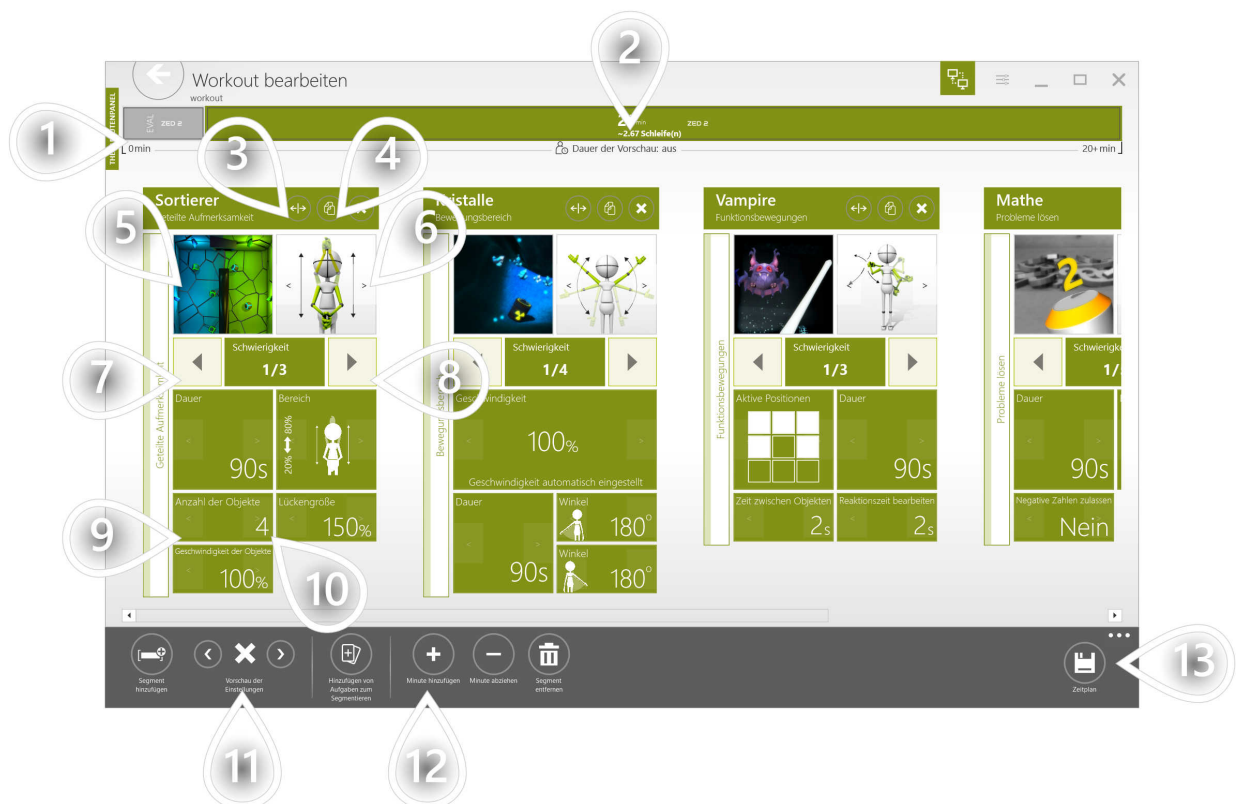 2
Workout bearbeiten
workout
EVAL
ZED 2
min
ZED 2
~2.67 Schleife(n)
1
3
4
0min
Dauer der Vorschau: aus
20+ min
Sortierer
Geteilte Aufmerksamkeit
Kristalle
Bewegungsbereich
Vampire
Funktionsbewegungen
Mathe
Probleme lösen
5
6
2
Geteilte Aufmerksamkeit
Schwierigkeit
1/3
Bewegungsbereich
Schwierigkeit
1/4
Funktionsbewegungen
Schwierigkeit
1/3
Probleme lösen
7
8
Dauer
90s
Bereich
20% 80%
Geschwindigkeit
100%
Geschwindigkeit automatisch eingestellt
Aktive Positionen
Dauer
90s
Dauer
90s
Anzahl der Objekte
4
Lückengröße
150%
Dauer
90s
Winkel
180°
Zeit zwischen Objekten
2s
Reaktionszeit bearbeiten
2s
Negative Zahlen zulassen
Nein
9
10
Geschwindigkeit der Objekte
100%
Winkel
180°
Segment
hinzufügen
Vorschau der
Einstellungen
Hinzufügen von
Aufgaben zum
Segmentieren
Minute hinzufügen
Minute abziehen
Segment
entfernen
Zeitplan
13
11
12